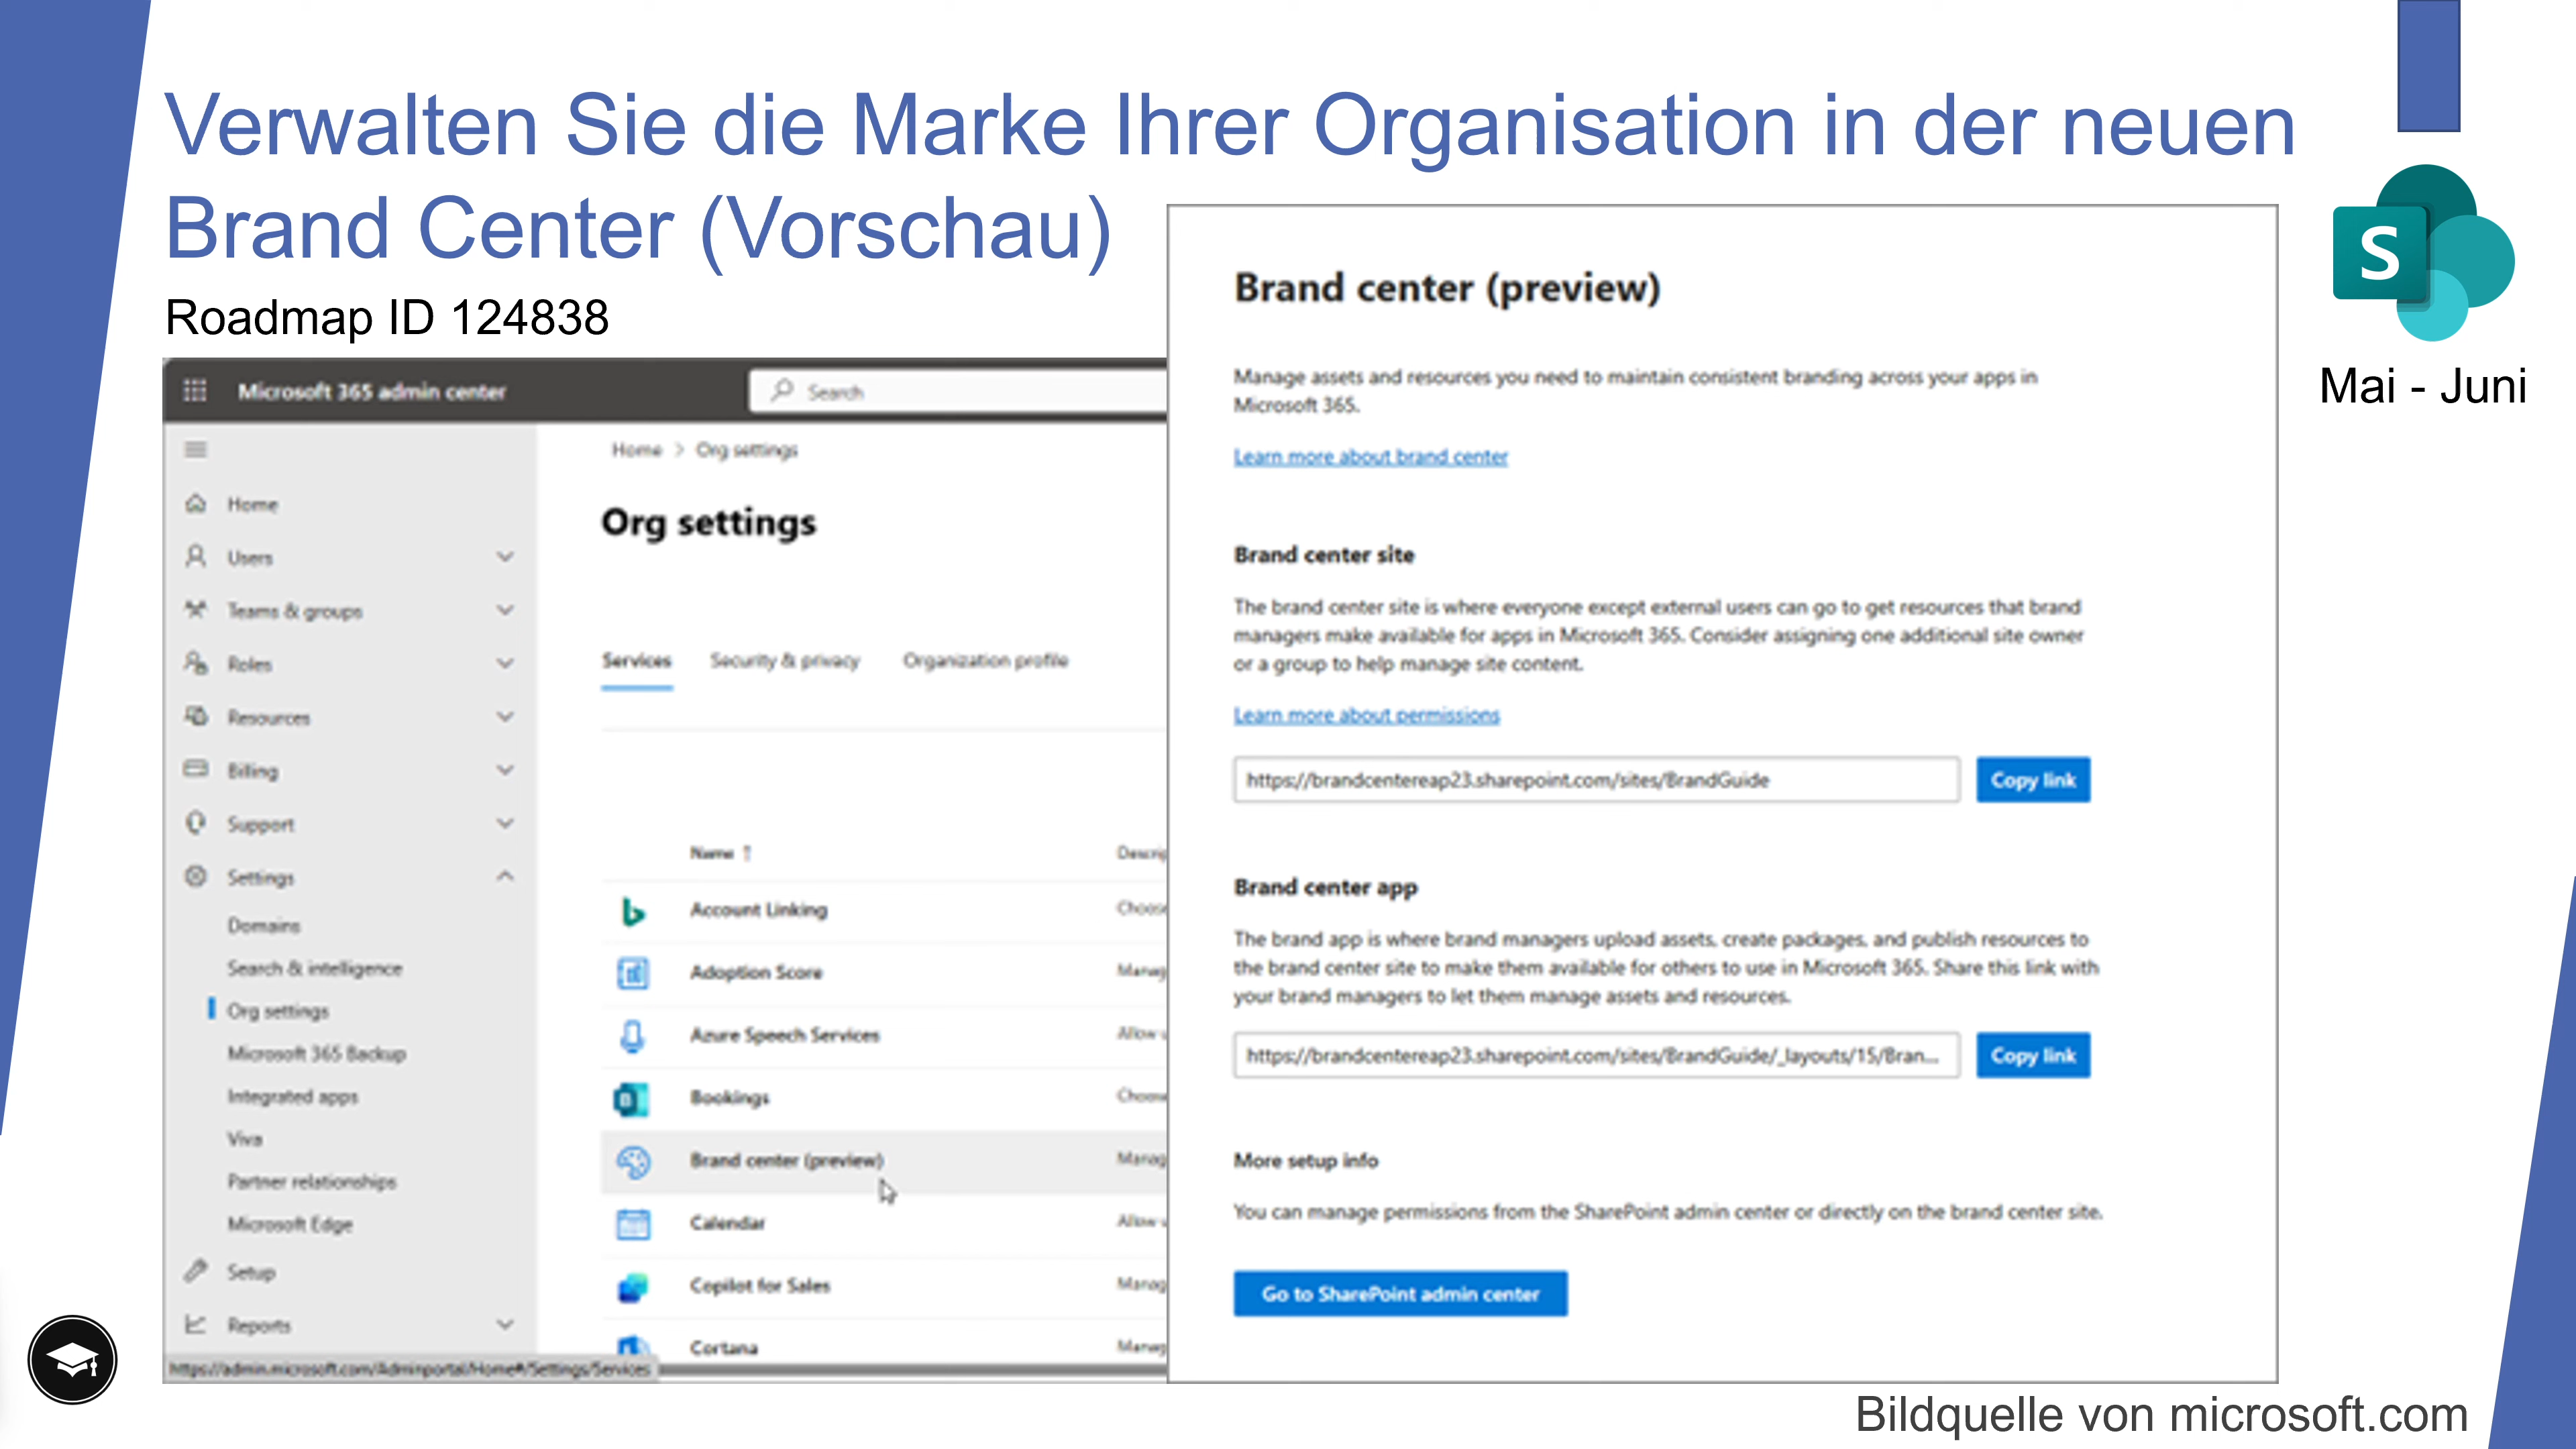 Verwalten Sie die Marke Ihrer Organisation in der neuen
Brand Center (Vorschau)
Roadmap ID 124838
S
Mai - Juni
Microsoft 365 admin center
Search
Home
Users
Teams & groups
Roles
Resources
Billing
Support
Settings
Domains
Search & intelligence
Org settings
Microsoft 365 Backup
Integrated apps
Viva
Partner relationships
Microsoft Edge
Setup
Reports
https://admin.microsoft.com/Adminportal/Home#/Settings/Services
Home > Org settings
Org settings
Services Security & privacy Organization profile
Name ↑ Descrip
Account Linking Choose
Adoption Score Manag
Azure Speech Services Allow u
Bookings Choose
Brand center (preview) Manag
Calendar Allow u
Copilot for Sales Manag
Cortana Manag
Brand center (preview)
Manage assets and resources you need to maintain consistent branding across your apps in
Microsoft 365.
Learn more about brand center
Brand center site
The brand center site is where everyone except external users can go to get resources that brand
managers make available for apps in Microsoft 365. Consider assigning one additional site owner
or a group to help manage site content.
Learn more about permissions
https://brandcentereap23.sharepoint.com/sites/BrandGuide Copy link
Brand center app
The brand app is where brand managers upload assets, create packages, and publish resources to
the brand center site to make them available for others to use in Microsoft 365. Share this link with
your brand managers to let them manage assets and resources.
https://brandcentereap23.sharepoint.com/sites/BrandGuide/_layouts/15/Bran... Copy link
More setup info
You can manage permissions from the SharePoint admin center or directly on the brand center site.
Go to SharePoint admin center
Bildquelle von microsoft.com